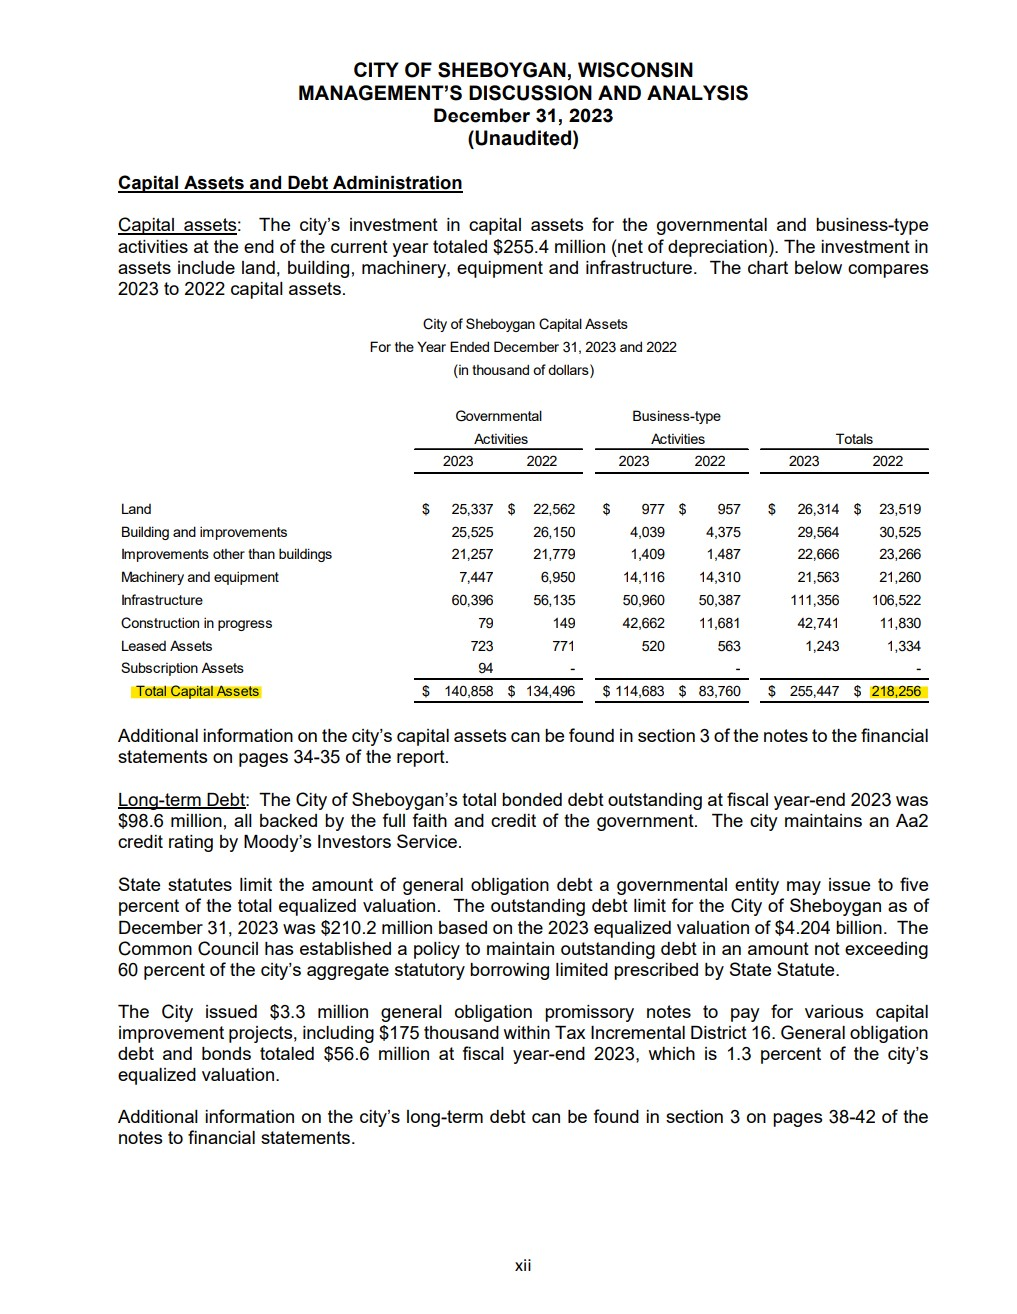 CITY OF SHEBOYGAN, WISCONSIN
MANAGEMENT'S DISCUSSION AND ANALYSIS
December 31, 2023
(Unaudited)
Capital Assets and Debt Administration
Capital assets: The city's investment in capital assets for the governmental and business-type
activities at the end of the current year totaled $255.4 million (net of depreciation). The investment in
assets include land, building, machinery, equipment and infrastructure. The chart below compares
2023 to 2022 capital assets.
City of Sheboygan Capital Assets
For the Year Ended December 31, 2023 and 2022
(in thousand of dollars)
Governmental Business-type
Activities Activities Totals
2023 2022 2023 2022 2023 2022
Land $ 25,337 $ 22,562 $ 977 $ 957 $ 26,314 $ 23,519
Building and improvements 25,525 26,150 4,039 4,375 29,564 30,525
Improvements other than buildings 21,257 21,779 1,409 1,487 22,666 23,266
Machinery and equipment 7,447 6,950 14,116 14,310 21,563 21,260
Infrastructure 60,396 56,135 50,960 50,387 111,356 106,522
Construction in progress 79 149 42,662 11,681 42,741 11,830
Leased Assets 723 771 520 563 1,243 1,334
Subscription Assets 94 - - -
Total Capital Assets $ 140,858 $ 134,496 $ 114,683 $ 83,760 $ 255,447 $ 218,256
Additional information on the city's capital assets can be found in section 3 of the notes to the financial
statements on pages 34-35 of the report.
Long-term Debt: The City of Sheboygan's total bonded debt outstanding at fiscal year-end 2023 was
$98.6 million, all backed by the full faith and credit of the government. The city maintains an Aa2
credit rating by Moody's Investors Service.
State statutes limit the amount of general obligation debt a governmental entity may issue to five
percent of the total equalized valuation. The outstanding debt limit for the City of Sheboygan as of
December 31, 2023 was $210.2 million based on the 2023 equalized valuation of $4.204 billion. The
Common Council has established a policy to maintain outstanding debt in an amount not exceeding
60 percent of the city's aggregate statutory borrowing limited prescribed by State Statute.
The City issued $3.3 million general obligation promissory notes to pay for various capital
improvement projects, including $175 thousand within Tax Incremental District 16. General obligation
debt and bonds totaled $56.6 million at fiscal year-end 2023, which is 1.3 percent of the city's
equalized valuation.
Additional information on the city's long-term debt can be found in section 3 on pages 38-42 of the
notes to financial statements.
xii